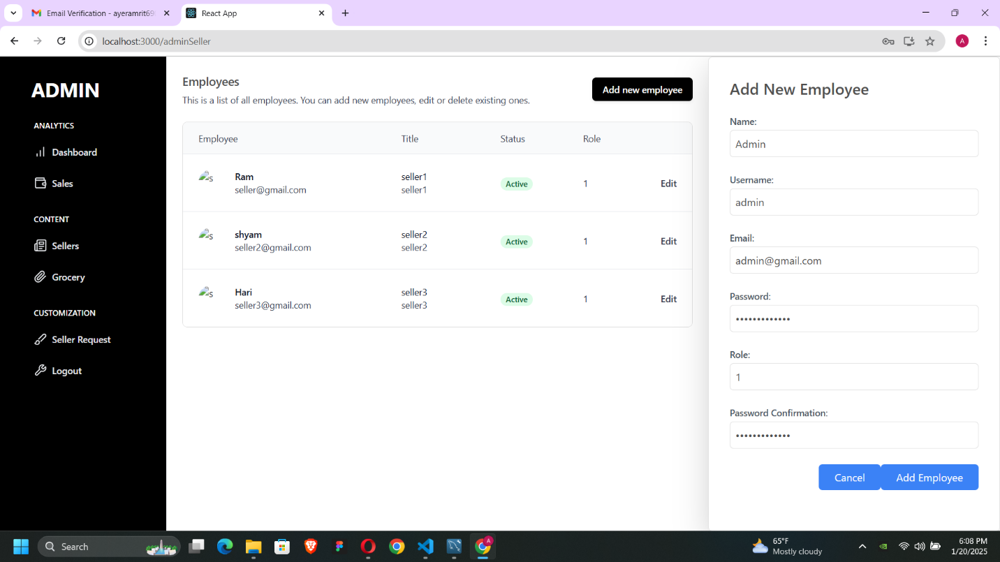 Email Verification - ayeramrit69
React App
localhost:3000/adminSeller
A
ADMIN
ANALYTICS
Dashboard
Sales
CONTENT
Sellers
Grocery
CUSTOMIZATION
Seller Request
Logout
Employees
This is a list of all employees. You can add new employees, edit or delete existing ones.
Add new employee
Employee Title Status Role
s Ram seller1 Active 1 Edit
seller@gmail.com seller1
s shyam seller2 Active 1 Edit
seller2@gmail.com seller2
s Hari seller3 Active 1 Edit
seller3@gmail.com seller3
Add New Employee
Name:
Admin
Username:
admin
Email:
admin@gmail.com
Password:
•••••••••••••
Role:
1
Password Confirmation:
•••••••••••••
Cancel Add Employee
Search
A
65°F
Mostly cloudy
6:08 PM
1/20/2025